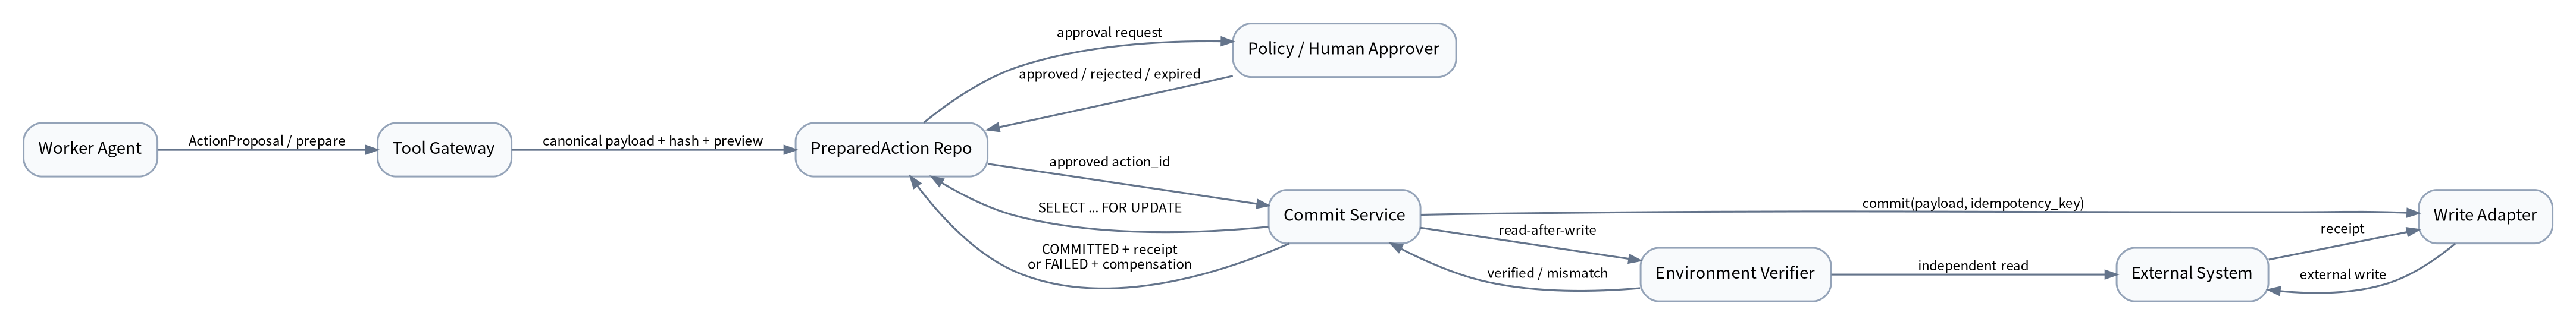 approval request
Policy / Human Approver
approved / rejected / expired
Worker Agent
ActionProposal / prepare
Tool Gateway
canonical payload + hash + preview
PreparedAction Repo
approved action_id
SELECT ... FOR UPDATE
Commit Service
commit(payload, idempotency_key)
Write Adapter
COMMITTED + receipt
or FAILED + compensation
read-after-write
verified / mismatch
Environment Verifier
independent read
External System
receipt
external write